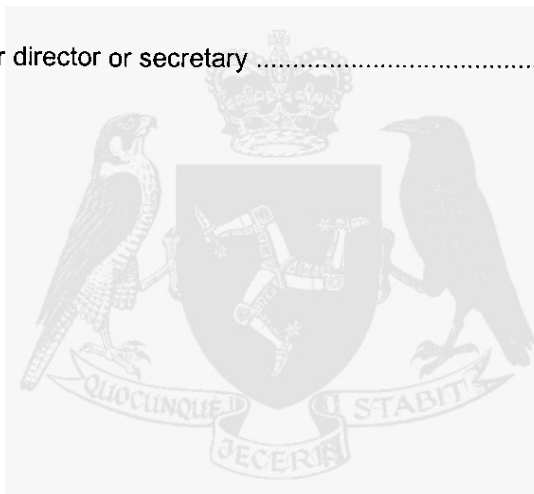 r director or secretary ........................................
QUOCUNQUE
JECERIS
STABIT